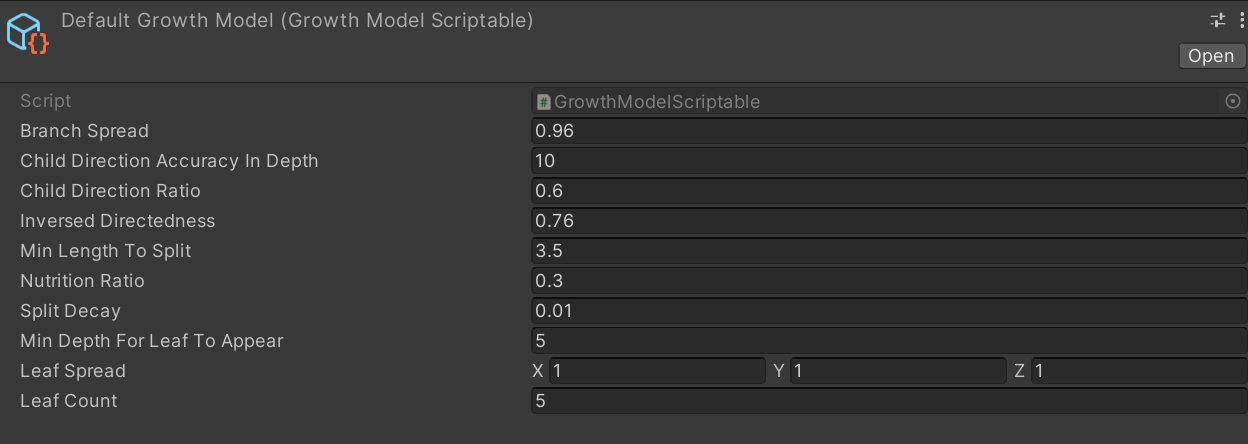 Default Growth Model (Growth Model Scriptable)
Open
Script GrowthModelScriptable
Branch Spread 0.96
Child Direction Accuracy In Depth 10
Child Direction Ratio 0.6
Inversed Directedness 0.76
Min Length To Split 3.5
Nutrition Ratio 0.3
Split Decay 0.01
Min Depth For Leaf To Appear 5
Leaf Spread X 1 Y 1 Z 1
Leaf Count 5